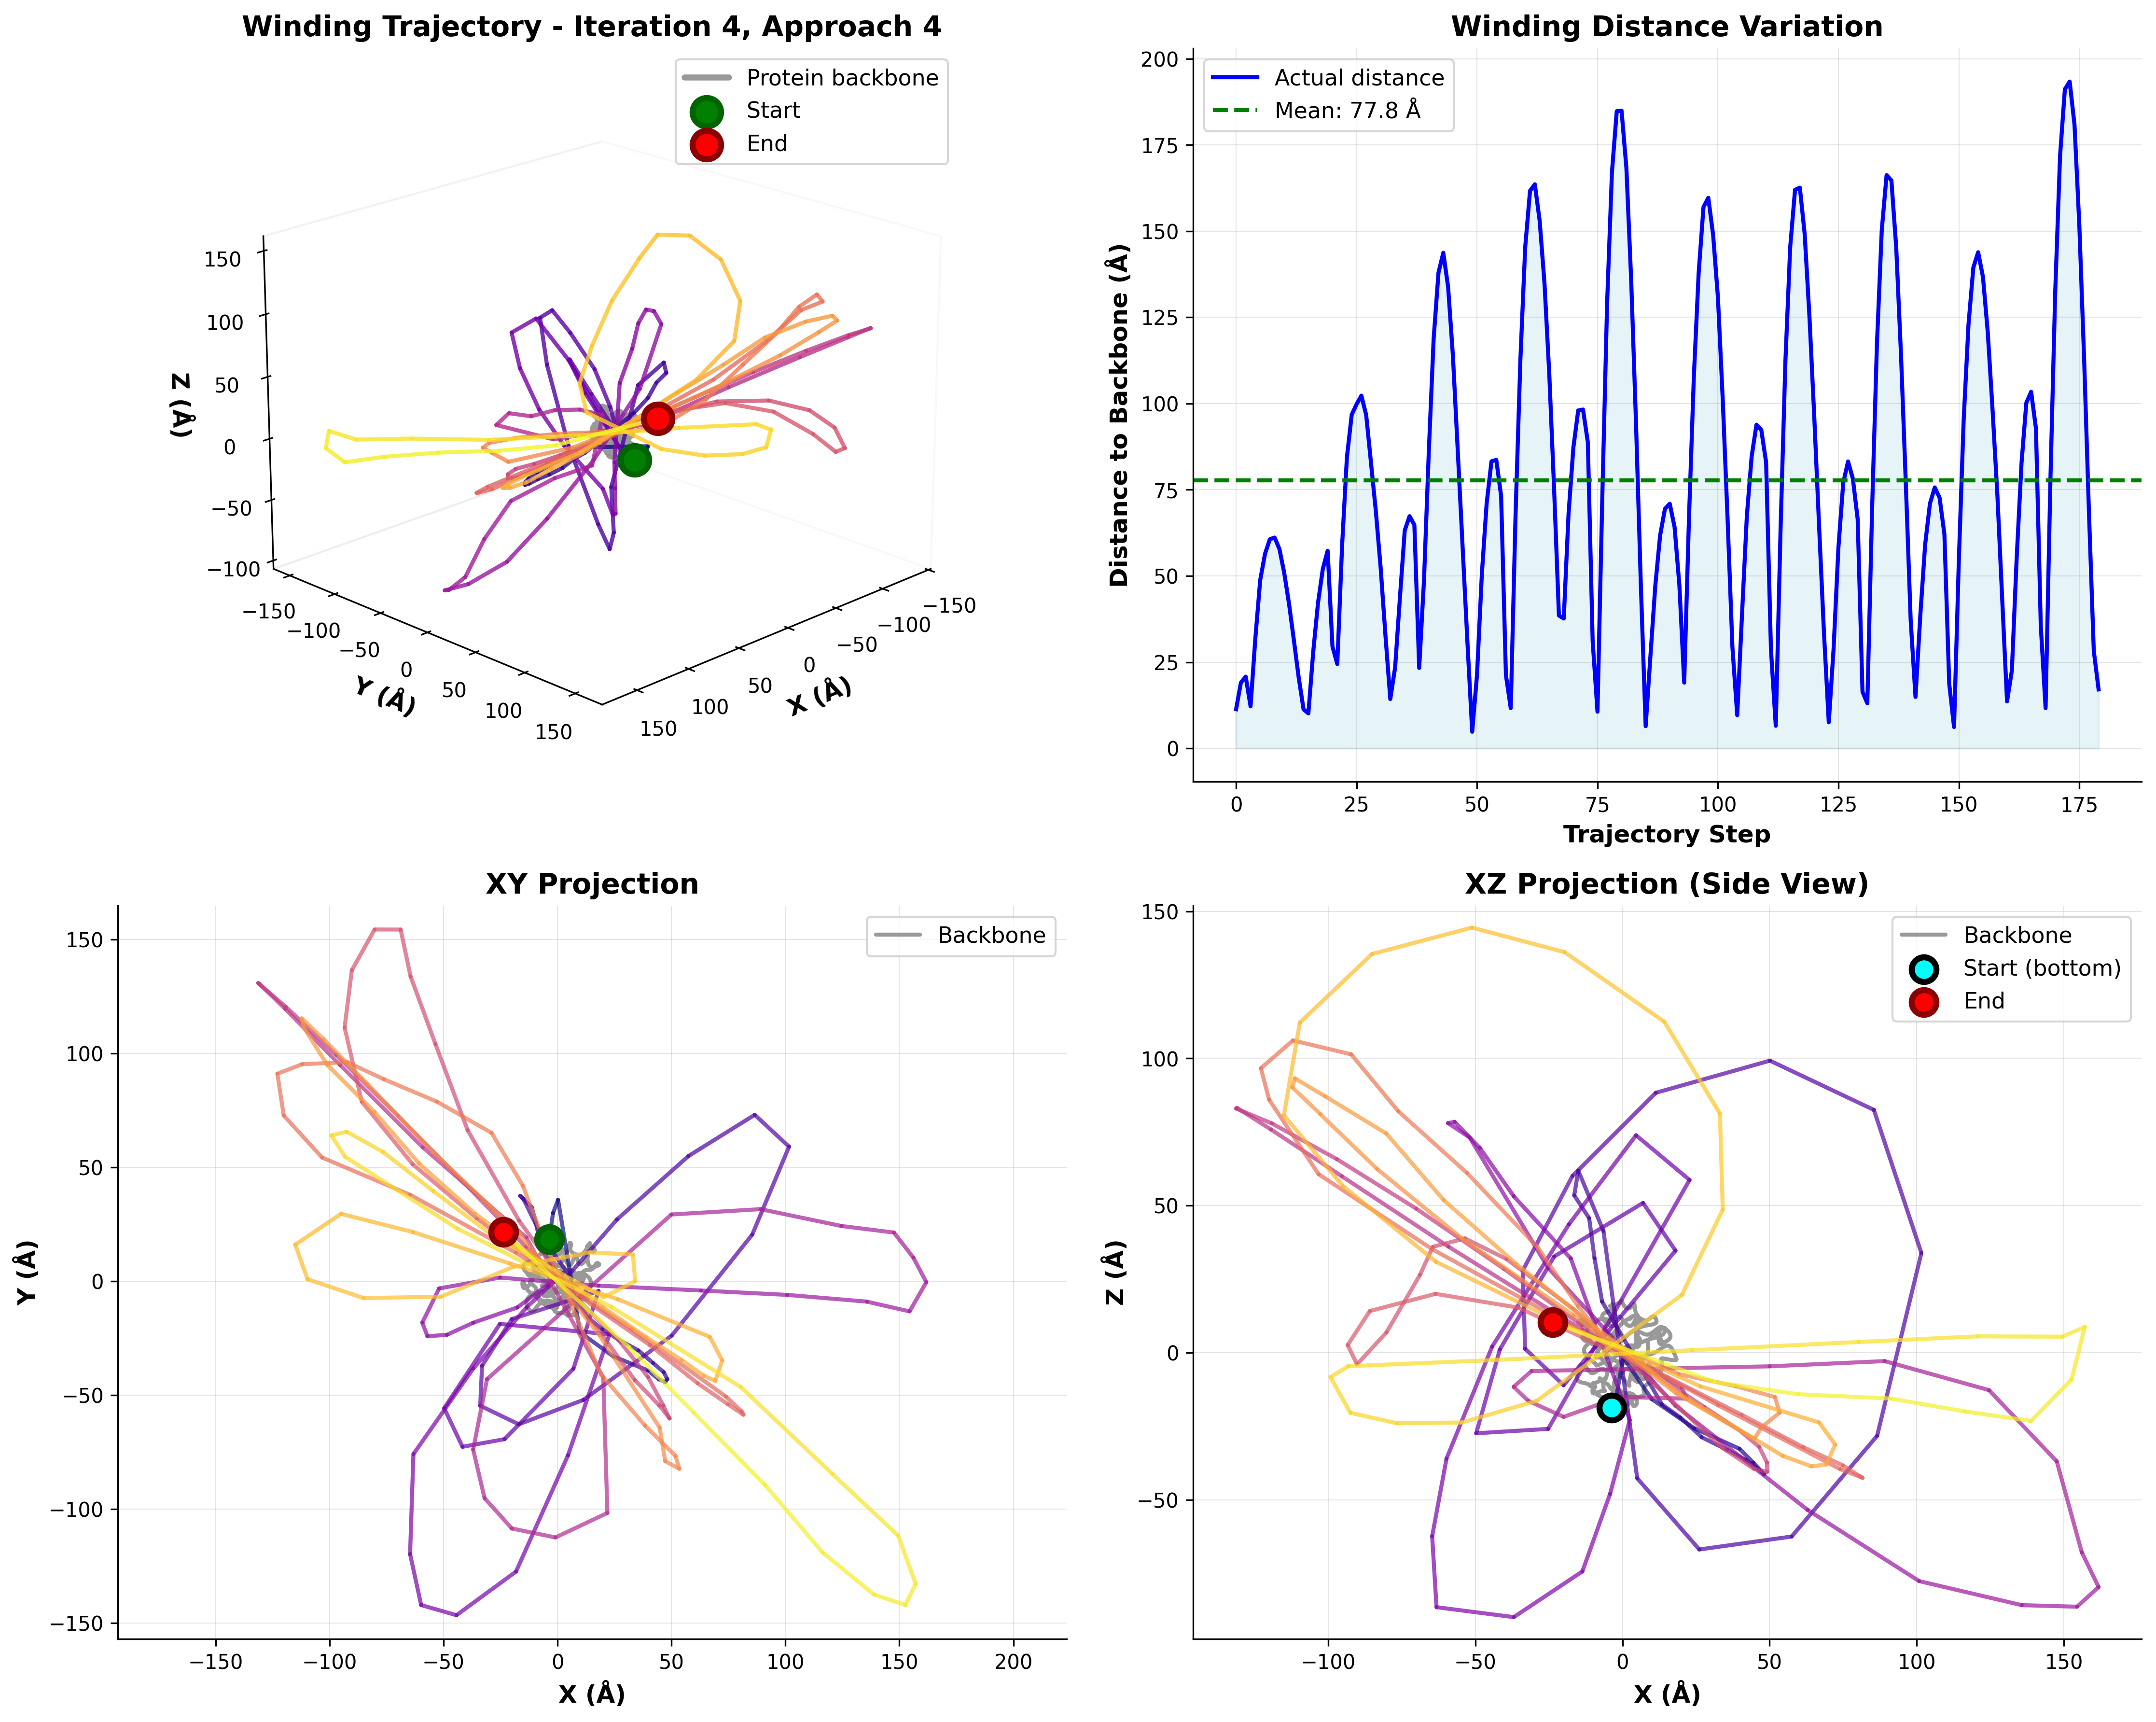 Winding Trajectory - Iteration 4, Approach 4
Protein backbone
Start
End
150
100
50
0
−50
−100
Z (Å)
−150
−100
−50
0
50
100
150
Y (Å)
150
100
50
0
−50
−100
−150
X (Å)
Winding Distance Variation
Actual distance
Mean: 77.8 Å
200
175
150
125
100
75
50
25
0
Distance to Backbone (Å)
0 25 50 75 100 125 150 175
Trajectory Step
XY Projection
Backbone
150
100
50
0
−50
−100
−150
Y (Å)
−150 −100 −50 0 50 100 150 200
X (Å)
XZ Projection (Side View)
Backbone
Start (bottom)
End
150
100
50
0
−50
Z (Å)
−100 −50 0 50 100 150
X (Å)